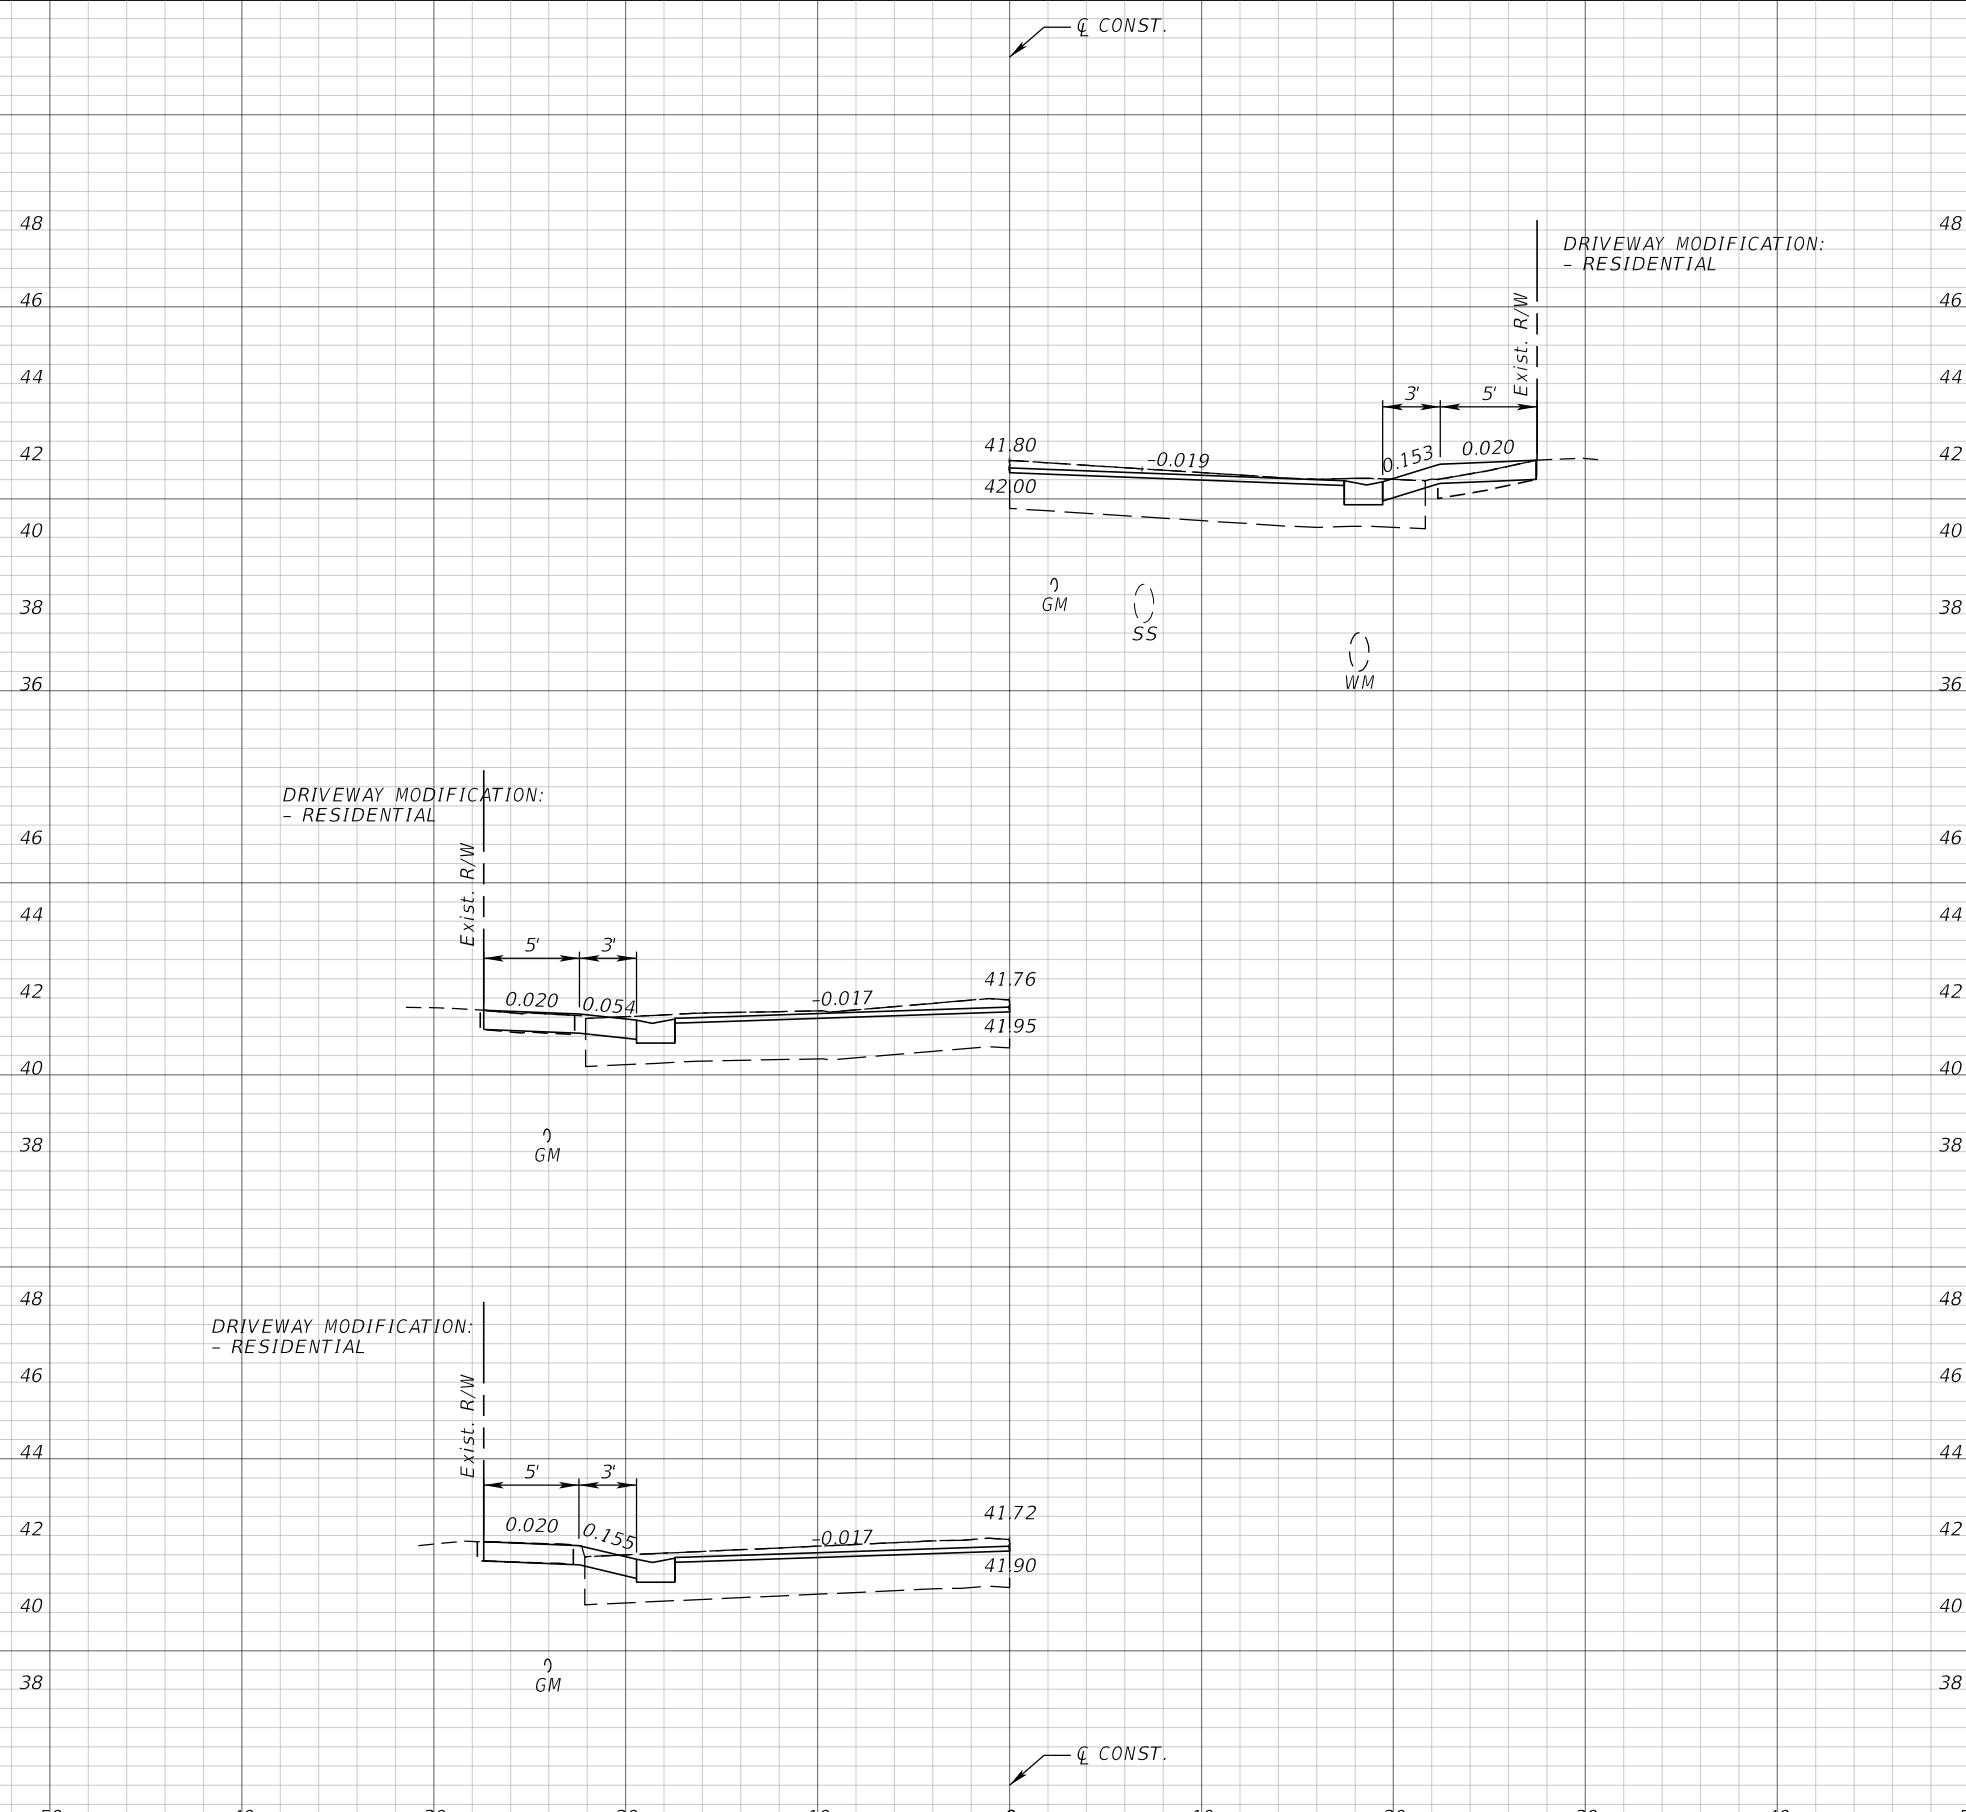 ℄ CONST.
48 48
DRIVEWAY MODIFICATION:
– RESIDENTIAL
46 46
Exist. R/W
44 44
3' 5'
41.80
-0.019
0.153
0.020
42 42
42.00
40 40
GM
38 38
SS
WM
36 36
DRIVEWAY MODIFICATION:
– RESIDENTIAL
46 46
Exist. R/W
44 44
5' 3'
41.76
42 42
0.020
0.054
-0.017
41.95
40 40
38 38
GM
48 48
DRIVEWAY MODIFICATION:
– RESIDENTIAL
46 46
Exist. R/W
44 44
5' 3'
41.72
42 42
0.020
0.155
-0.017
41.90
40 40
38 38
GM
℄ CONST.